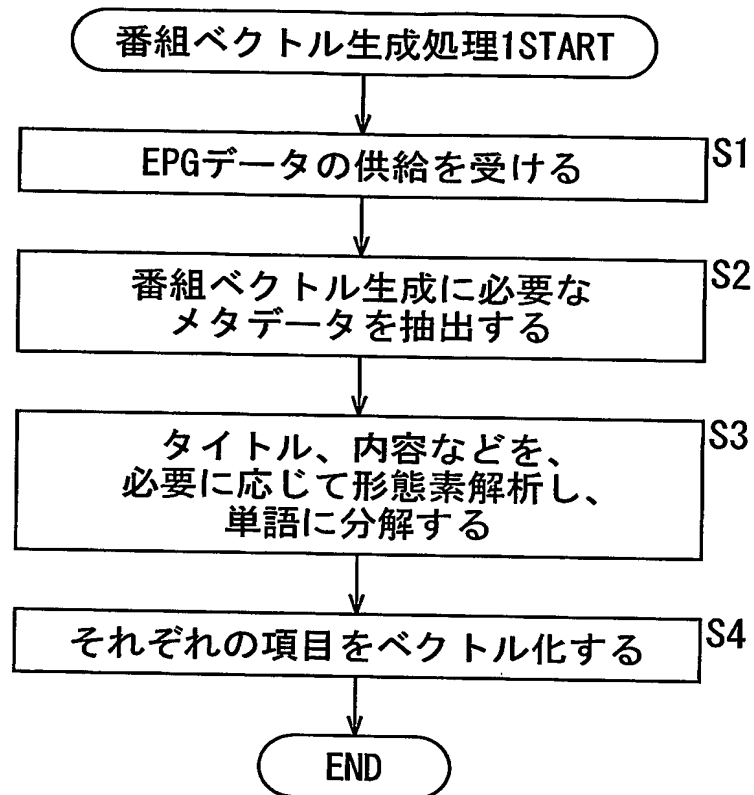 番組ベクトル生成処理1START
EPGデータの供給を受ける
S1
番組ベクトル生成に必要な
メタデータを抽出する
S2
タイトル、内容などを、
必要に応じて形態素解析し、
単語に分解する
S3
それぞれの項目をベクトル化する
S4
END